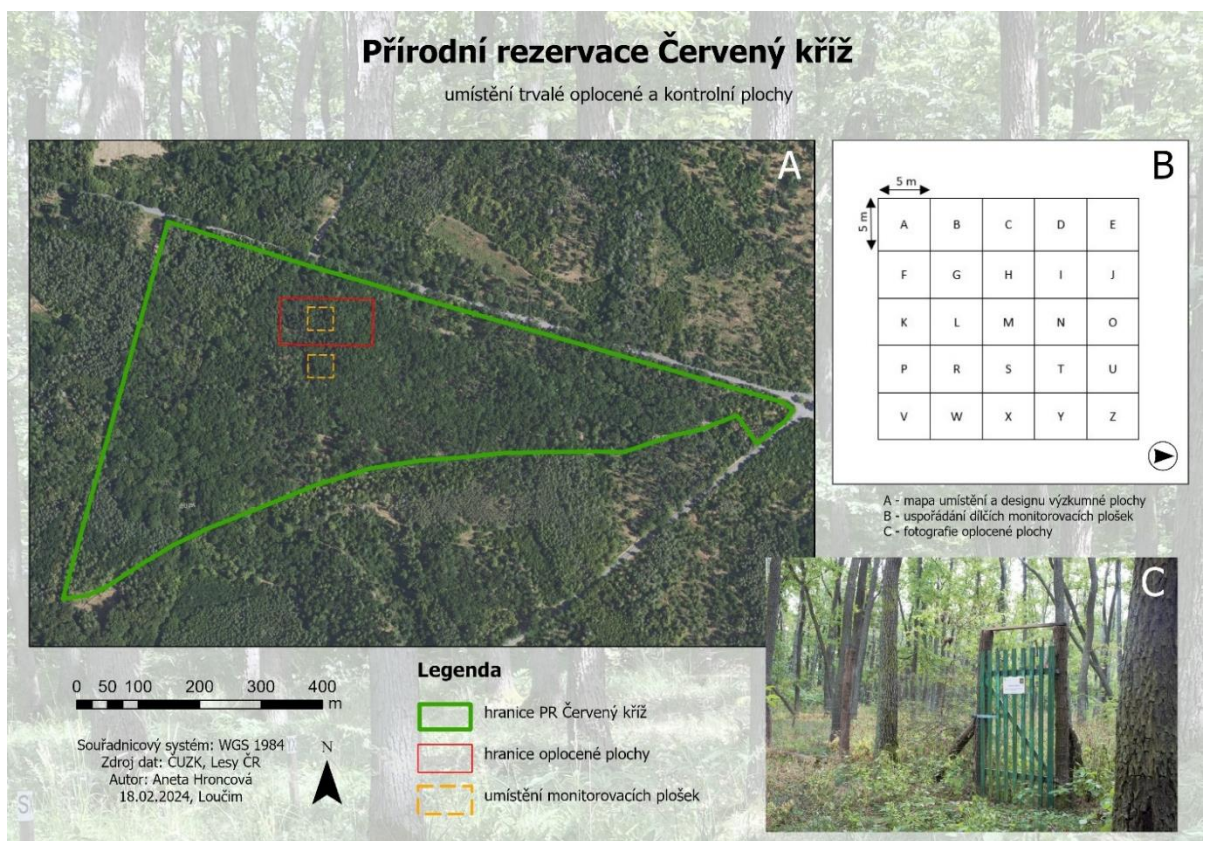 Přírodní rezervace Červený kříž
umístění trvalé oplocené a kontrolní plochy
A
B
5 m
5 m
A B C D E
F G H I J
K L M N O
P R S T U
V W X Y Z
A - mapa umístění a designu výzkumné plochy
B - uspořádání dílčích monitorovacích plošek
C - fotografie oplocené plochy
C
0 50 100 200 300 400
m
Souřadnicový systém: WGS 1984
Zdroj dat: ČUZK, Lesy ČR
Autor: Aneta Hroncová
18.02.2024, Loučim
N
Legenda
hranice PR Červený kříž
hranice oplocené plochy
umístění monitorovacích plošek
S